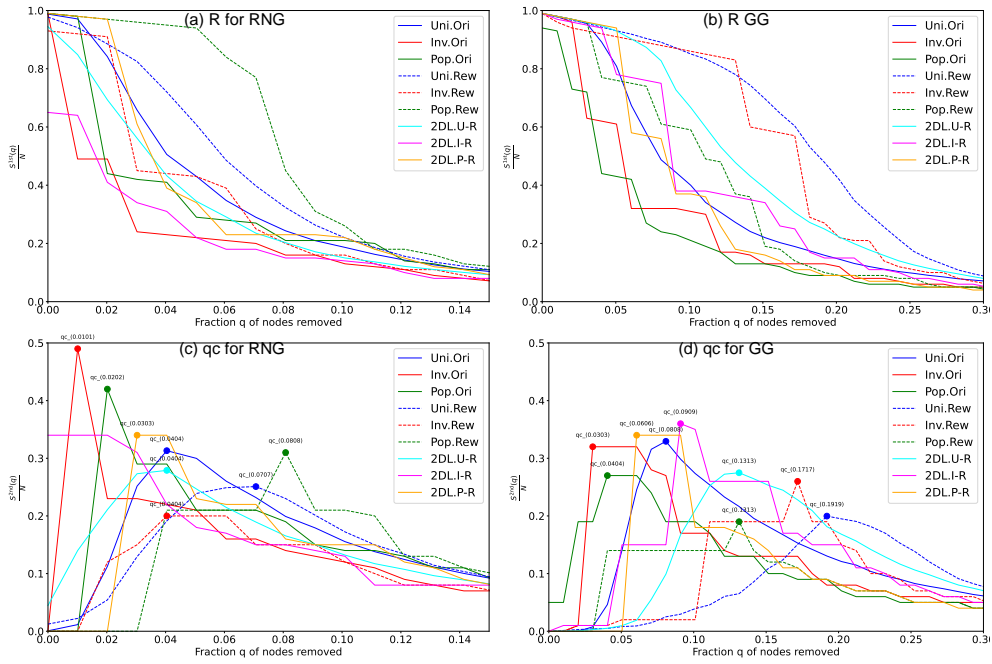 (a) R for RNG
1.0
0.8
0.6
0.4
0.2
0.0
S^{1st}(q)
N
0.00 0.02 0.04 0.06 0.08 0.10 0.12
Fraction q of nodes removed
Uni.Ori
Inv.Ori
Pop.Ori
Uni.Rew
Inv.Rew
Pop.Rew
2DL.U-R
2DL.I-R
2DL.P-R
(b) R GG
1.0
0.8
0.6
0.4
0.2
0.0
S^{1st}(q)
N
0.00 0.05 0.10 0.15 0.20 0.25 0.30
Fraction q of nodes removed
Uni.Ori
Inv.Ori
Pop.Ori
Uni.Rew
Inv.Rew
Pop.Rew
2DL.U-R
2DL.I-R
2DL.P-R
(c) qc for RNG
0.5
0.4
0.3
0.2
0.1
0.0
S^{2nd}(q)
N
qc_(0.0101)
qc_(0.0202)
qc_(0.0303)
qc_(0.0404)
qc_(0.0404)
qc_(0.0808)
qc_(0.0707)
qc_(0.0404)
0.00 0.02 0.04 0.06 0.08 0.10 0.12 0.14
Fraction q of nodes removed
Uni.Ori
Inv.Ori
Pop.Ori
Uni.Rew
Inv.Rew
Pop.Rew
2DL.U-R
2DL.I-R
2DL.P-R
(d) qc for GG
0.5
0.4
0.3
0.2
0.1
0.0
S^{2nd}(q)
N
qc_(0.0909)
qc_(0.0606)
qc_(0.0808)
qc_(0.0303)
qc_(0.0404)
qc_(0.1313)
qc_(0.1717)
qc_(0.1313)
qc_(0.1919)
0.00 0.05 0.10 0.15 0.20 0.25 0.30
Fraction q of nodes removed
Uni.Ori
Inv.Ori
Pop.Ori
Uni.Rew
Inv.Rew
Pop.Rew
2DL.U-R
2DL.I-R
2DL.P-R